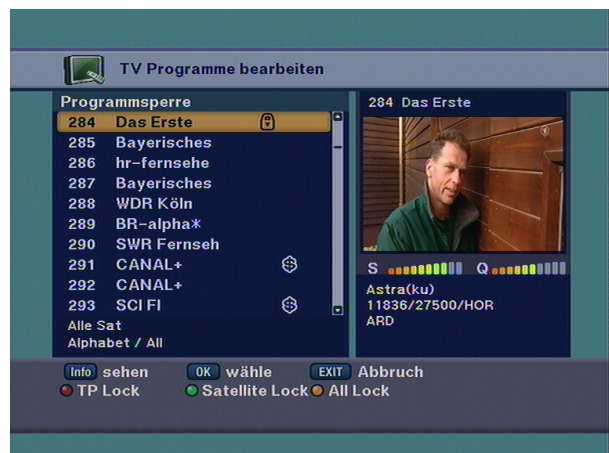 TV Programme bearbeiten
Programmsperre
284 Das Erste
285 Bayerisches
286 hr-fernsehe
287 Bayerisches
288 WDR Köln
289 BR-alpha*
290 SWR Fernseh
291 CANAL+
292 CANAL+
293 SCI FI
Alle Sat
Alphabet / All
284 Das Erste
S Q
Astra(ku)
11836/27500/HOR
ARD
Info sehen OK wähle EXIT Abbruch
TP Lock Satellite Lock All Lock